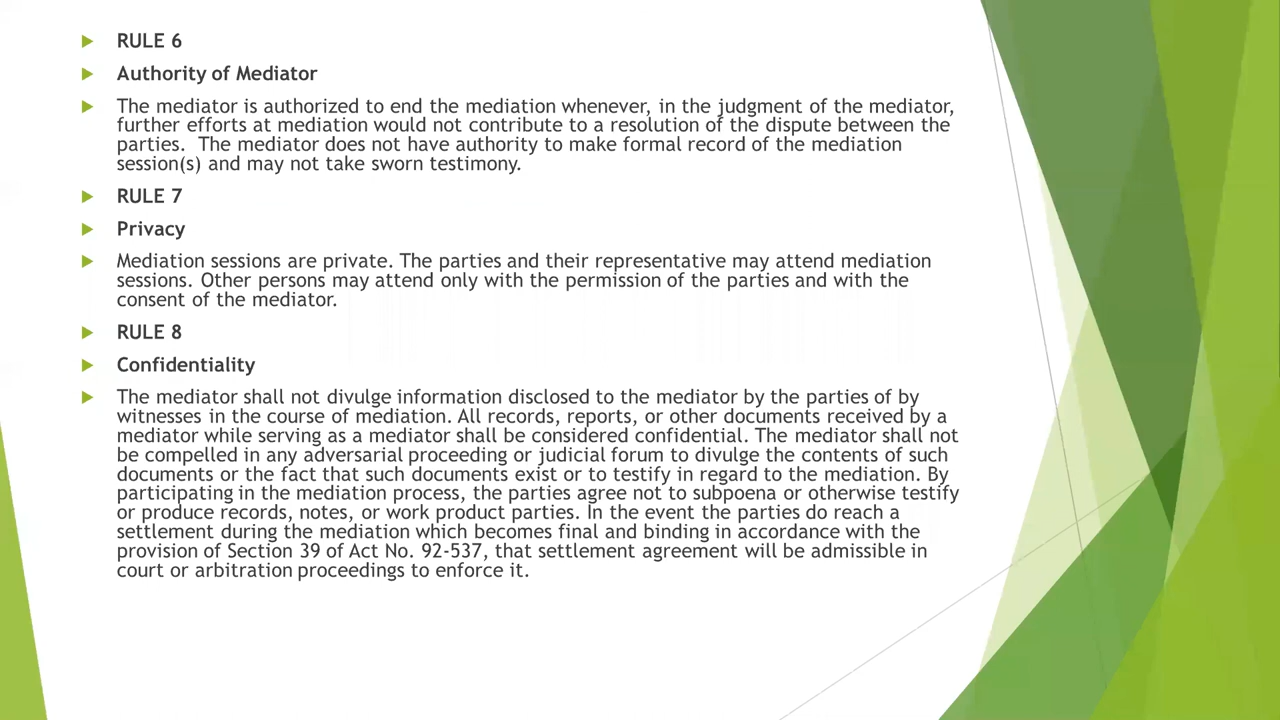 RULE 6
Authority of Mediator
The mediator is authorized to end the mediation whenever, in the judgment of the mediator,
further efforts at mediation would not contribute to a resolution of the dispute between the
parties.  The mediator does not have authority to make formal record of the mediation
session(s) and may not take sworn testimony.
RULE 7
Privacy
Mediation sessions are private. The parties and their representative may attend mediation
sessions. Other persons may attend only with the permission of the parties and with the
consent of the mediator.
RULE 8
Confidentiality
The mediator shall not divulge information disclosed to the mediator by the parties of by
witnesses in the course of mediation. All records, reports, or other documents received by a
mediator while serving as a mediator shall be considered confidential. The mediator shall not
be compelled in any adversarial proceeding or judicial forum to divulge the contents of such
documents or the fact that such documents exist or to testify in regard to the mediation. By
participating in the mediation process, the parties agree not to subpoena or otherwise testify
or produce records, notes, or work product parties. In the event the parties do reach a
settlement during the mediation which becomes final and binding in accordance with the
provision of Section 39 of Act No. 92-537, that settlement agreement will be admissible in
court or arbitration proceedings to enforce it.